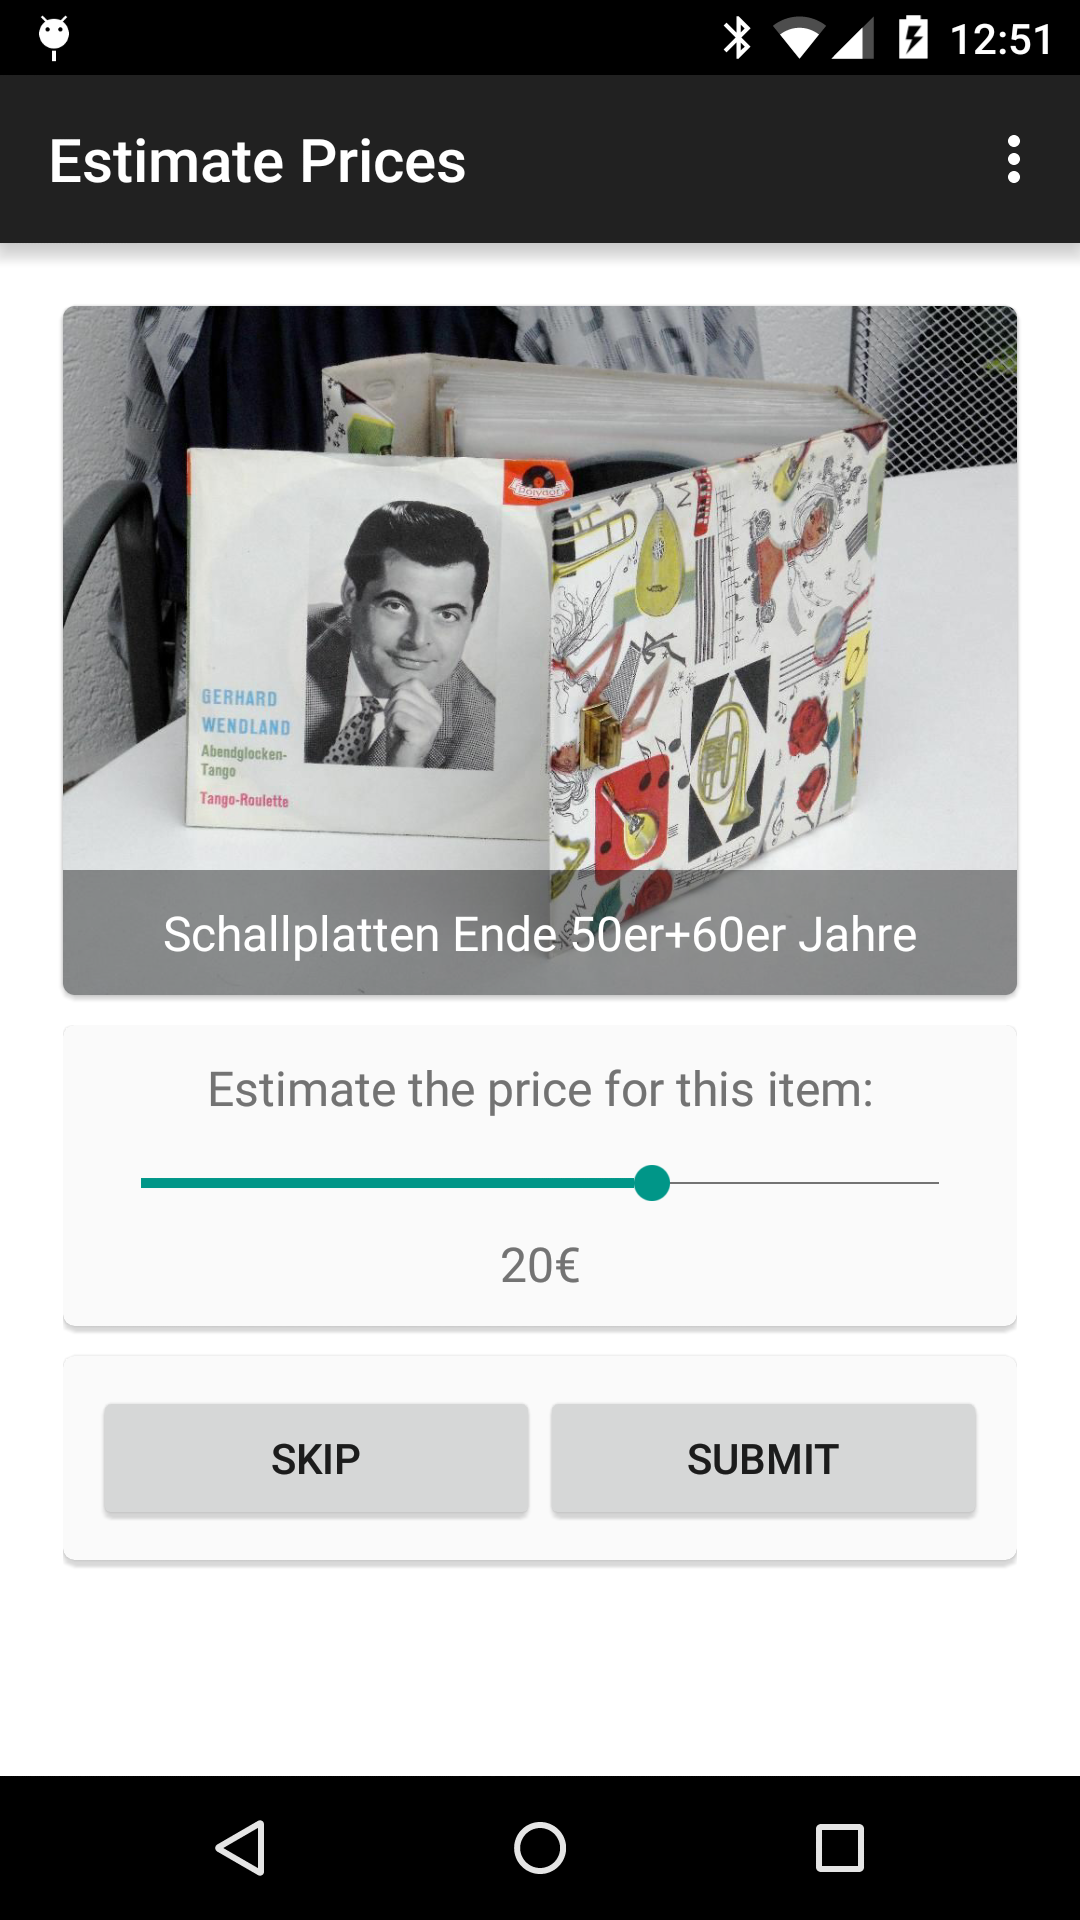 12:51
Estimate Prices
polydor
GERHARD
WENDLAND
Abendglocken-
Tango
Tango-Roulette
Musik
Schallplatten Ende 50er+60er Jahre
Estimate the price for this item:
20€
SKIP
SUBMIT